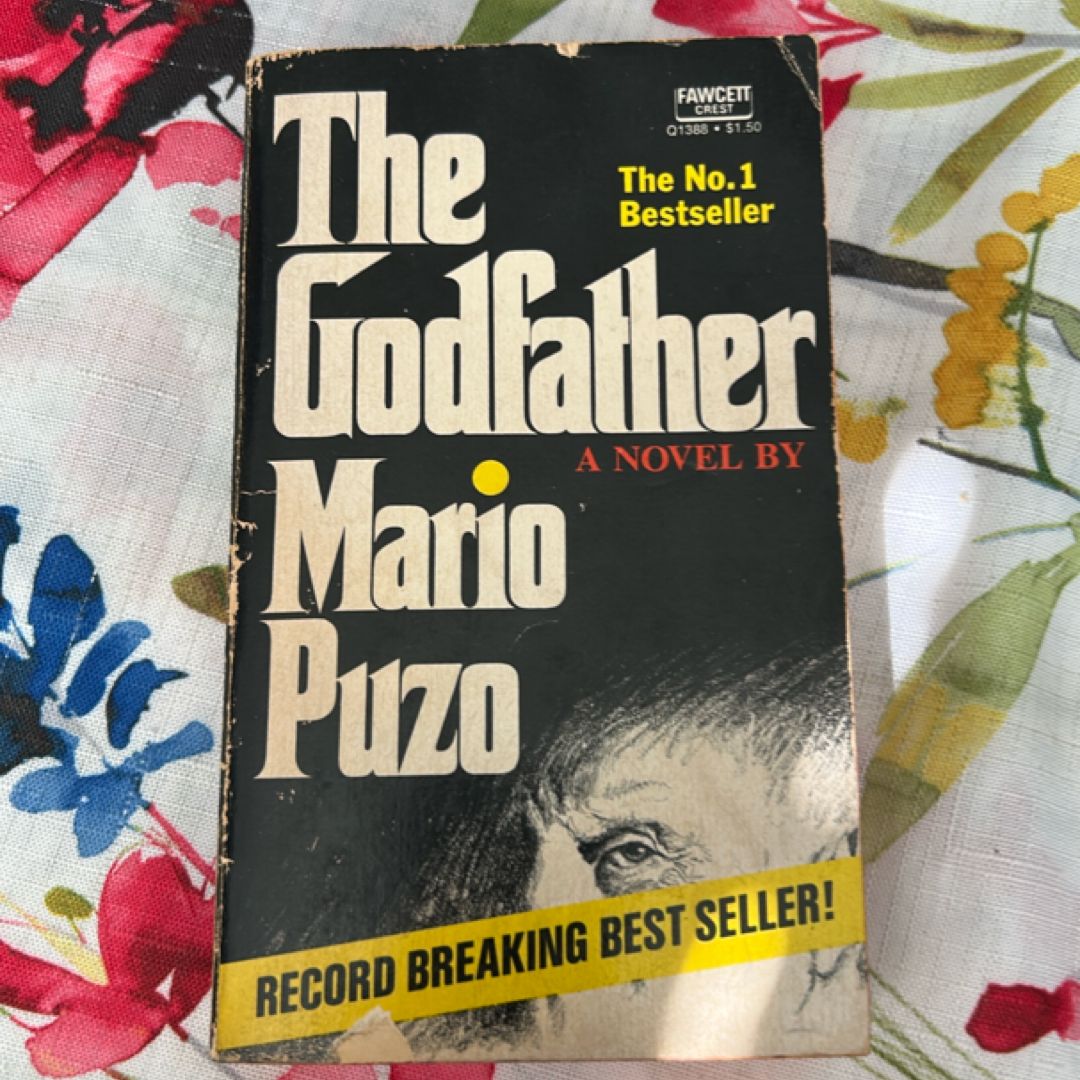 The
FAWCETT
CREST
Q1388 • $1.50
The No.1
Bestseller
Godfather
A NOVEL BY
Mario
Puzo
RECORD BREAKING BEST SELLER!